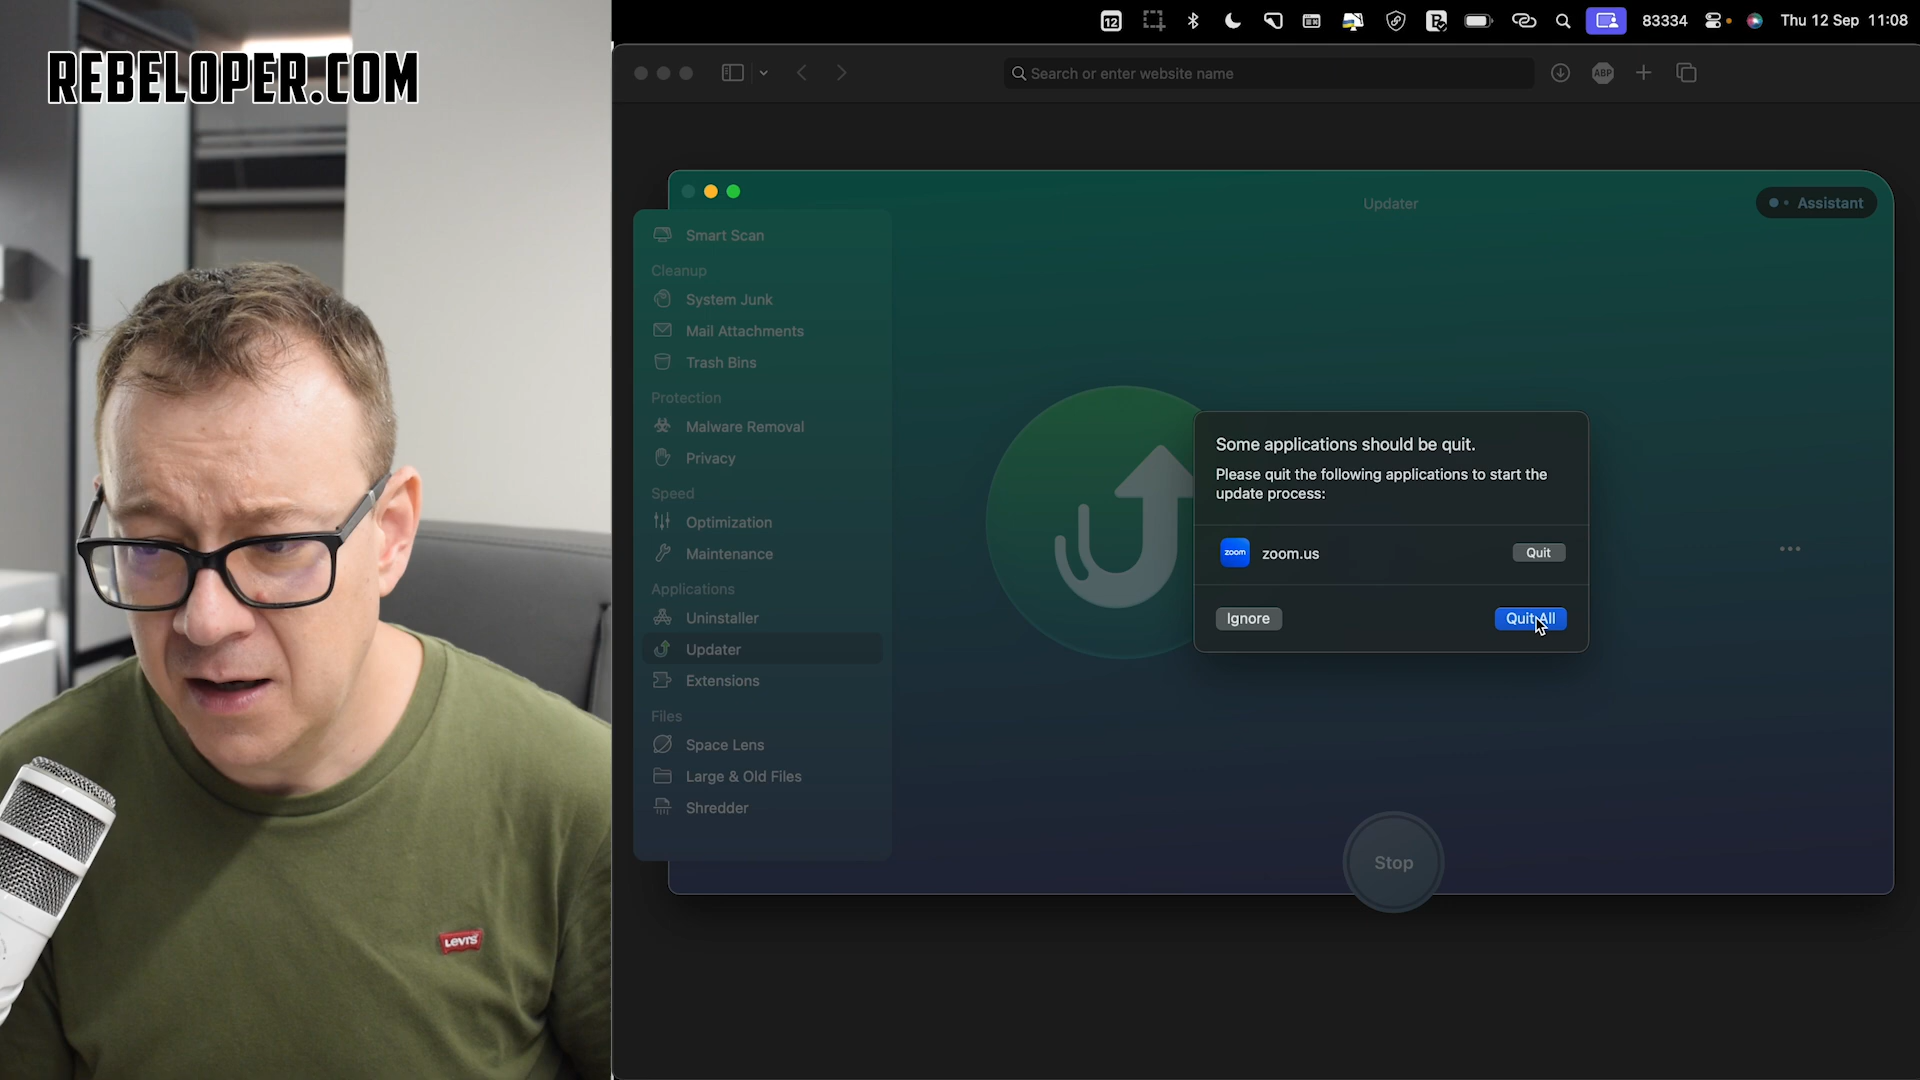 REBELOPER.COM
12
83334
Thu 12 Sep 11:08
Search or enter website name
ABP
Updater
Assistant
Smart Scan
Cleanup
System Junk
Mail Attachments
Trash Bins
Protection
Malware Removal
Privacy
Speed
Optimization
Maintenance
Applications
Uninstaller
Updater
Extensions
Files
Space Lens
Large & Old Files
Shredder
Some applications should be quit.
Please quit the following applications to start the
update process:
zoom
zoom.us
Quit
Ignore
Quit All
Stop
LEVI'S